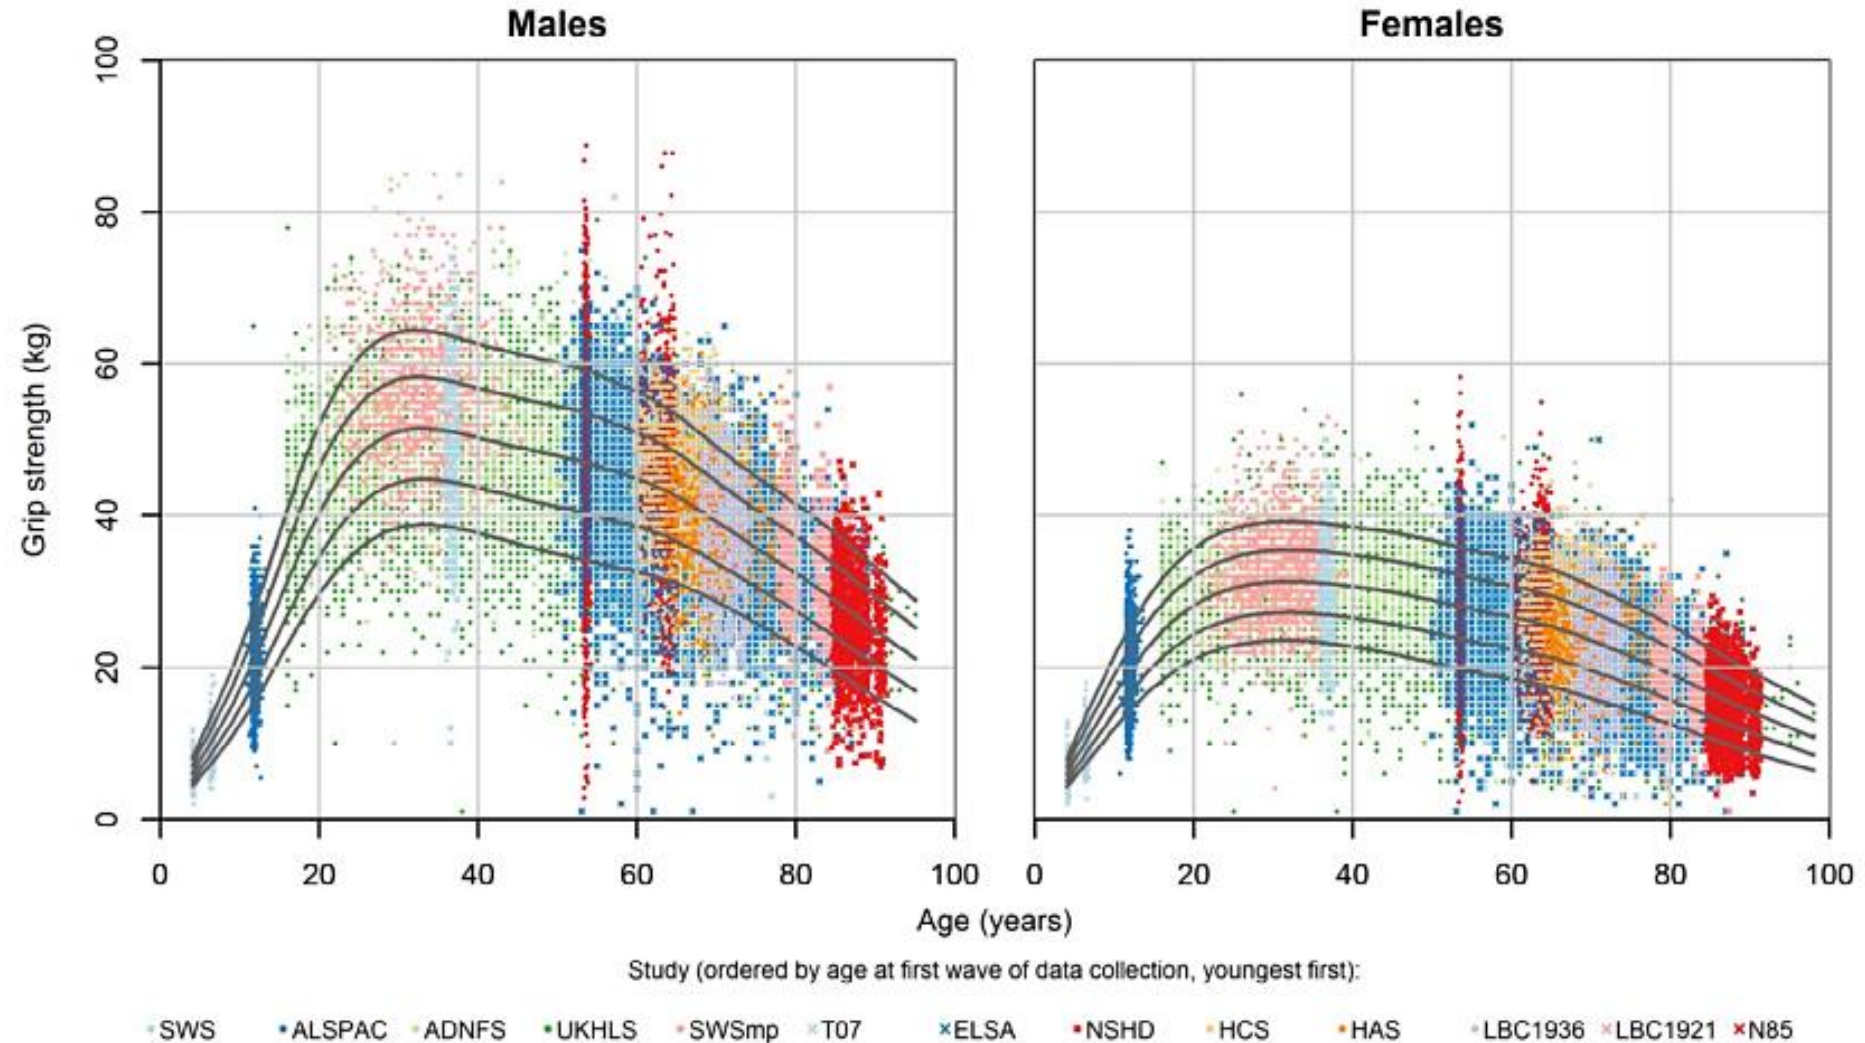 Males Females
100
80
60
40
20
0
Grip strength (kg)
0 20 40 60 80 100 0 20 40 60 80 100
Age (years)
Study (ordered by age at first wave of data collection, youngest first):
SWS ALSPAC ADNFS UKHLS SWSmp T07 ELSA NSHD HCS HAS LBC1936 LBC1921 N85